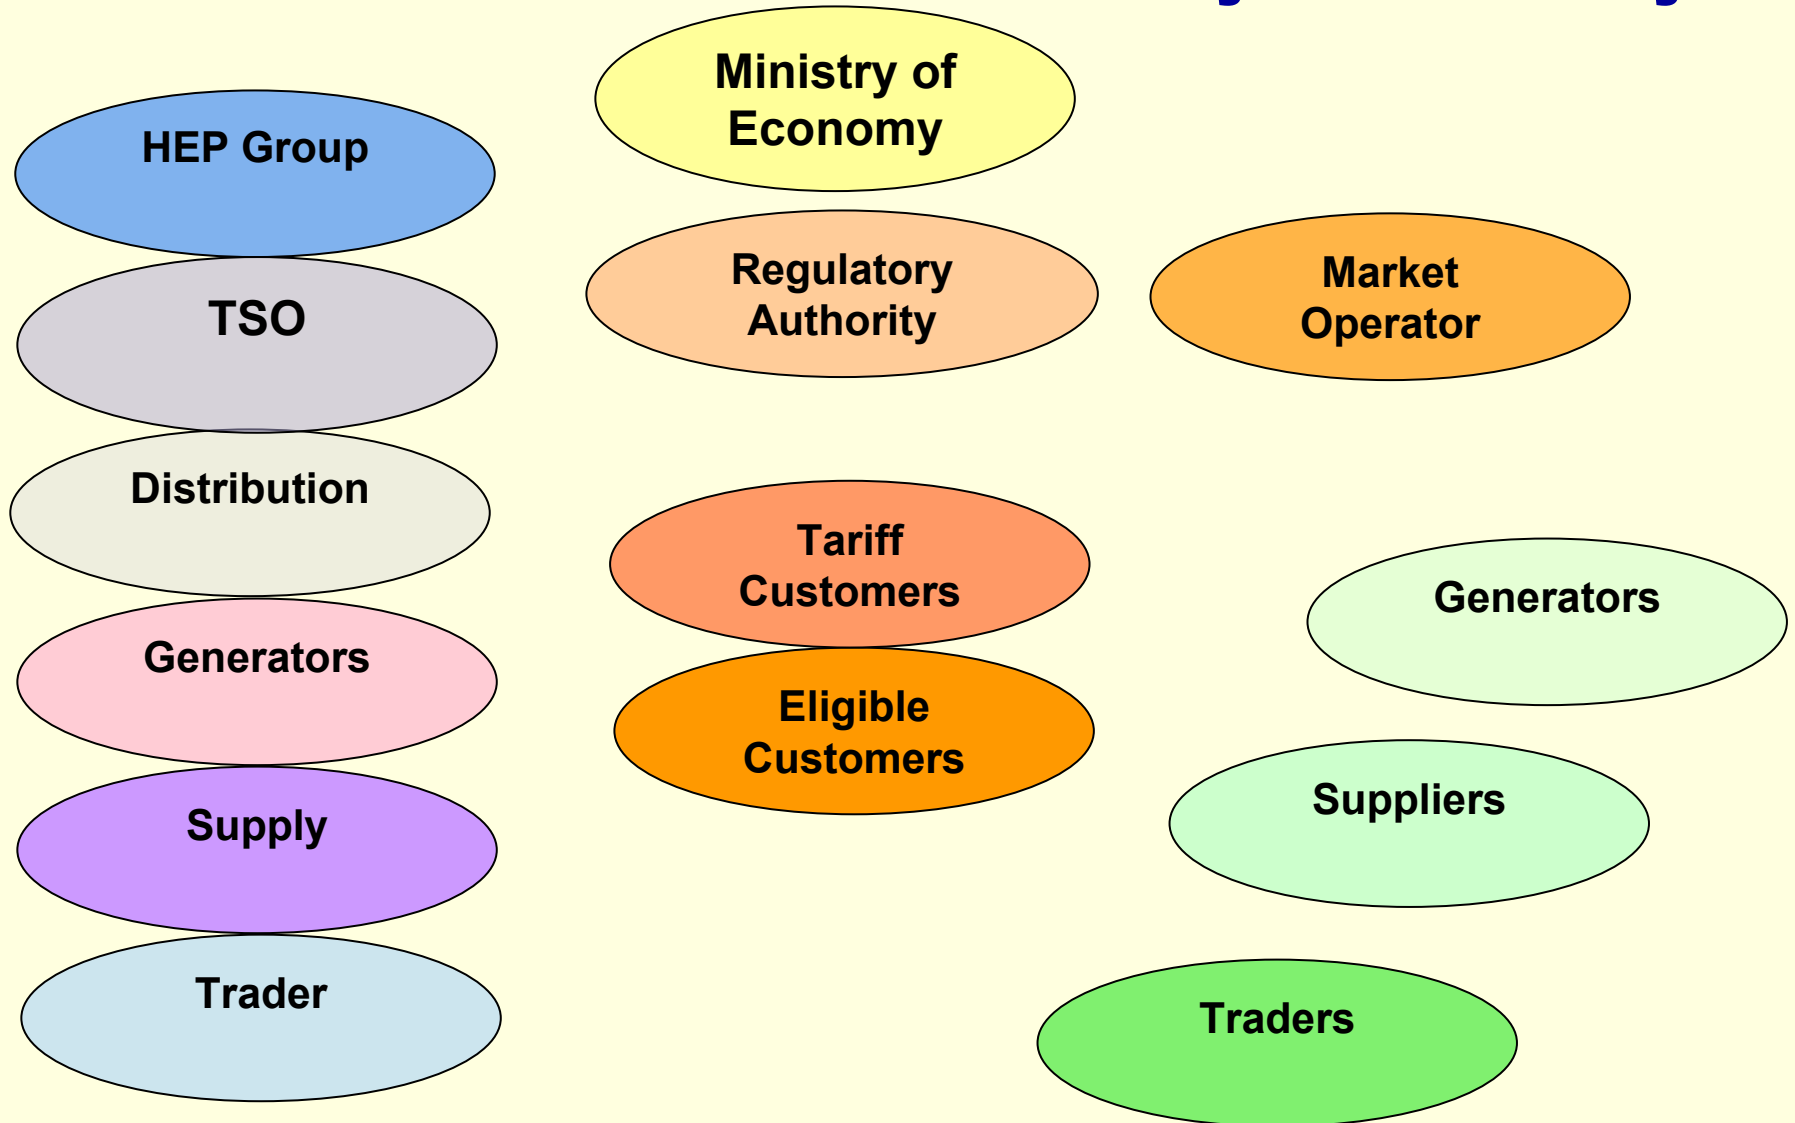 HEP Group
TSO
Distribution
Generators
Supply
Trader
Ministry of
Economy
Regulatory
Authority
Market
Operator
Tariff
Customers
Eligible
Customers
Generators
Suppliers
Traders